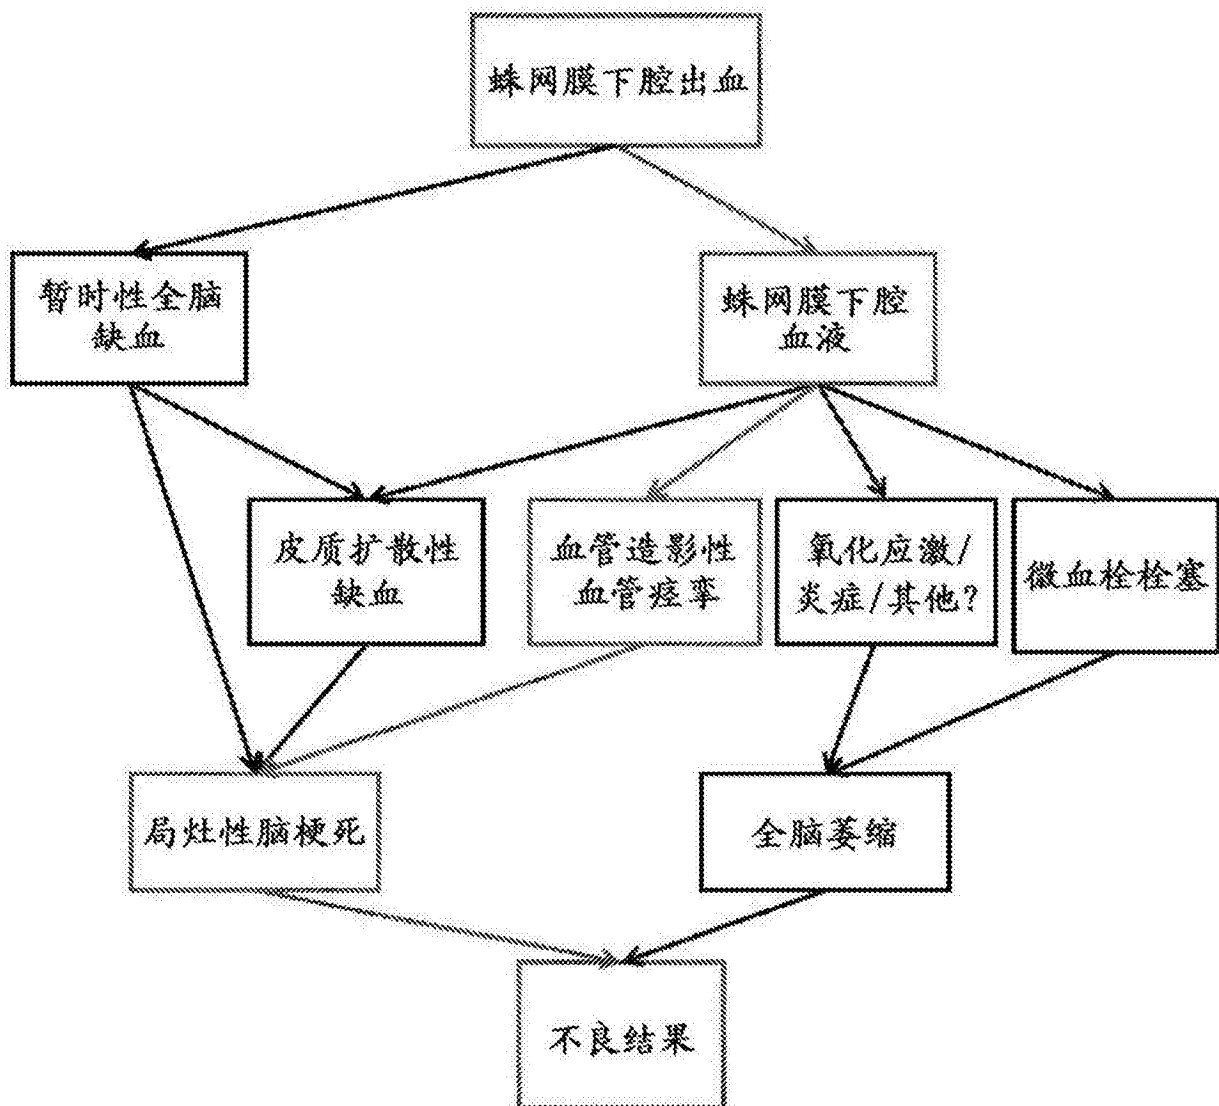 蛛网膜下腔出血
暂时性全脑
缺血
蛛网膜下腔
血液
皮质扩散性
缺血
血管造影性
血管痉挛
氧化应激/
炎症/其他?
微血栓栓塞
局灶性脑梗死
全脑萎缩
不良结果